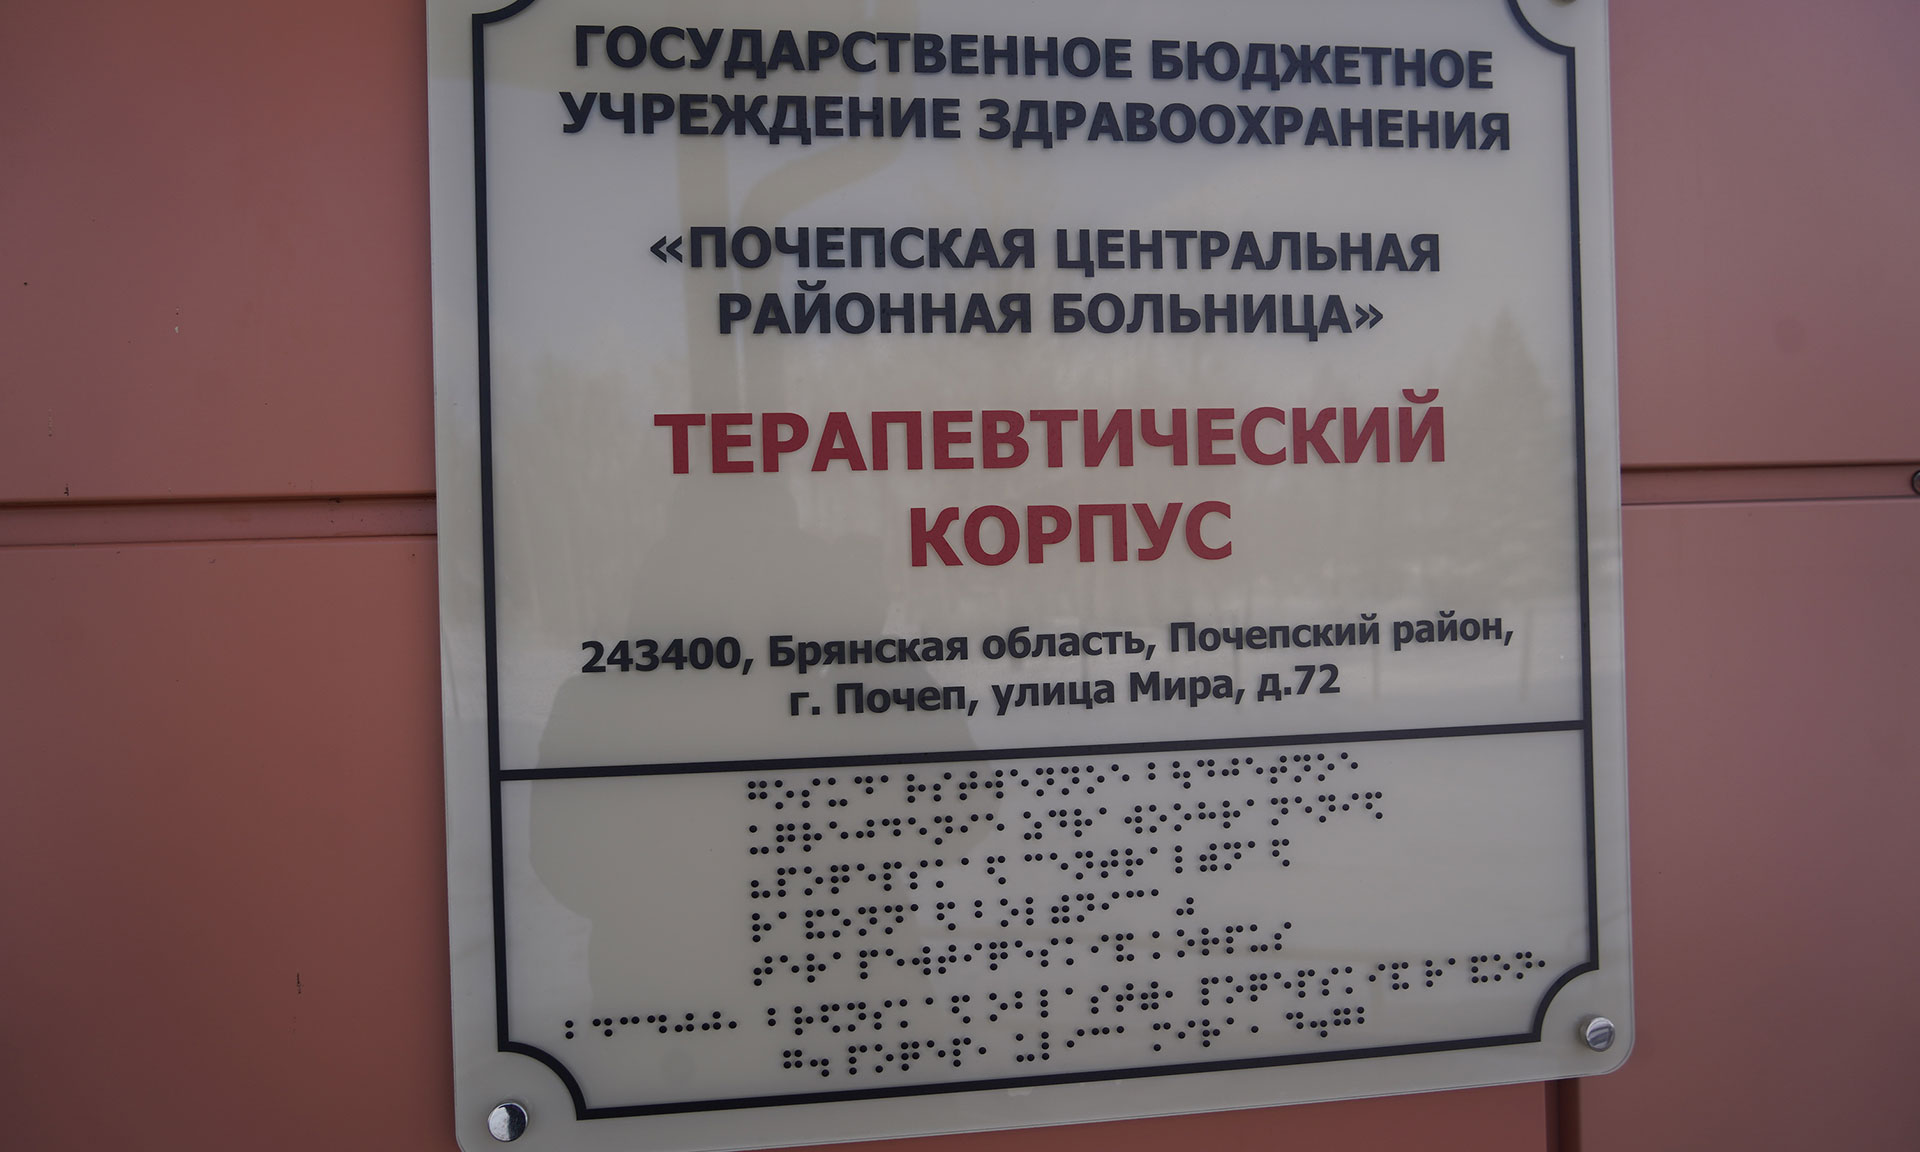 ГОСУДАРСТВЕННОЕ БЮДЖЕТНОЕ
УЧРЕЖДЕНИЕ ЗДРАВООХРАНЕНИЯ
«ПОЧЕПСКАЯ ЦЕНТРАЛЬНАЯ
РАЙОННАЯ БОЛЬНИЦА»
ТЕРАПЕВТИЧЕСКИЙ
КОРПУС
243400, Брянская область, Почепский район,
г. Почеп, улица Мира, д.72